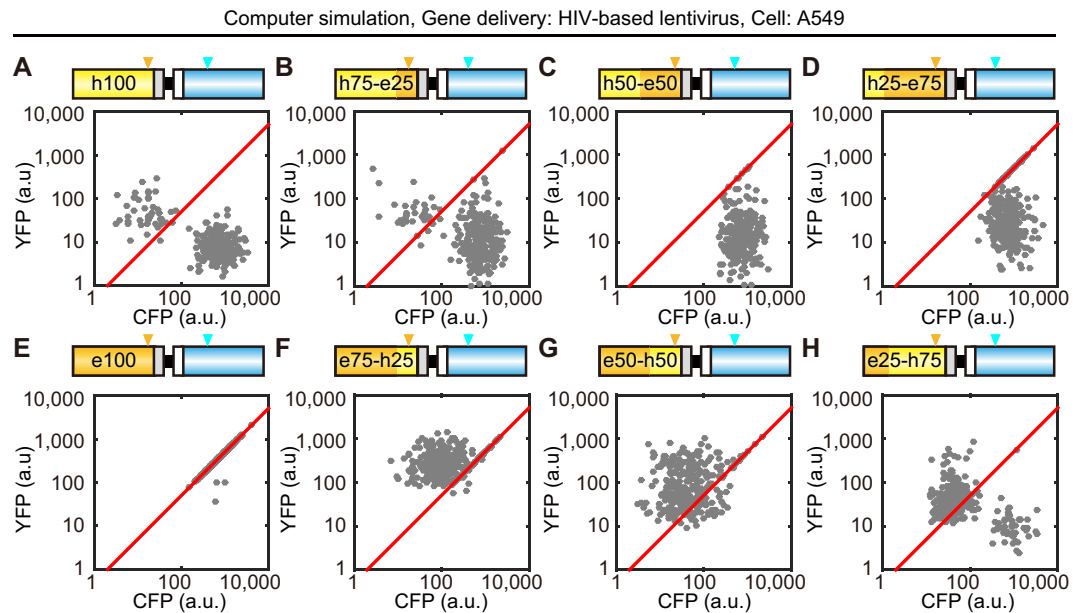 Computer simulation, Gene delivery: HIV-based lentivirus, Cell: A549
A
h100
10,000
1,000
100
10
1
YFP (a.u)
1
100
10,000
CFP (a.u.)
B
h75-e25
10,000
1,000
100
10
1
YFP (a.u)
1
100
10,000
CFP (a.u.)
C
h50-e50
10,000
1,000
100
10
1
YFP (a.u)
1
100
10,000
CFP (a.u.)
D
h25-e75
10,000
1,000
100
10
1
YFP (a.u)
1
100
10,000
CFP (a.u.)
E
e100
10,000
1,000
100
10
1
YFP (a.u)
1
100
10,000
CFP (a.u.)
F
e75-h25
10,000
1,000
100
10
1
YFP (a.u)
1
100
10,000
CFP (a.u.)
G
e50-h50
10,000
1,000
100
10
1
YFP (a.u)
1
100
10,000
CFP (a.u.)
H
e25-h75
10,000
1,000
100
10
1
YFP (a.u)
1
100
10,000
CFP (a.u.)